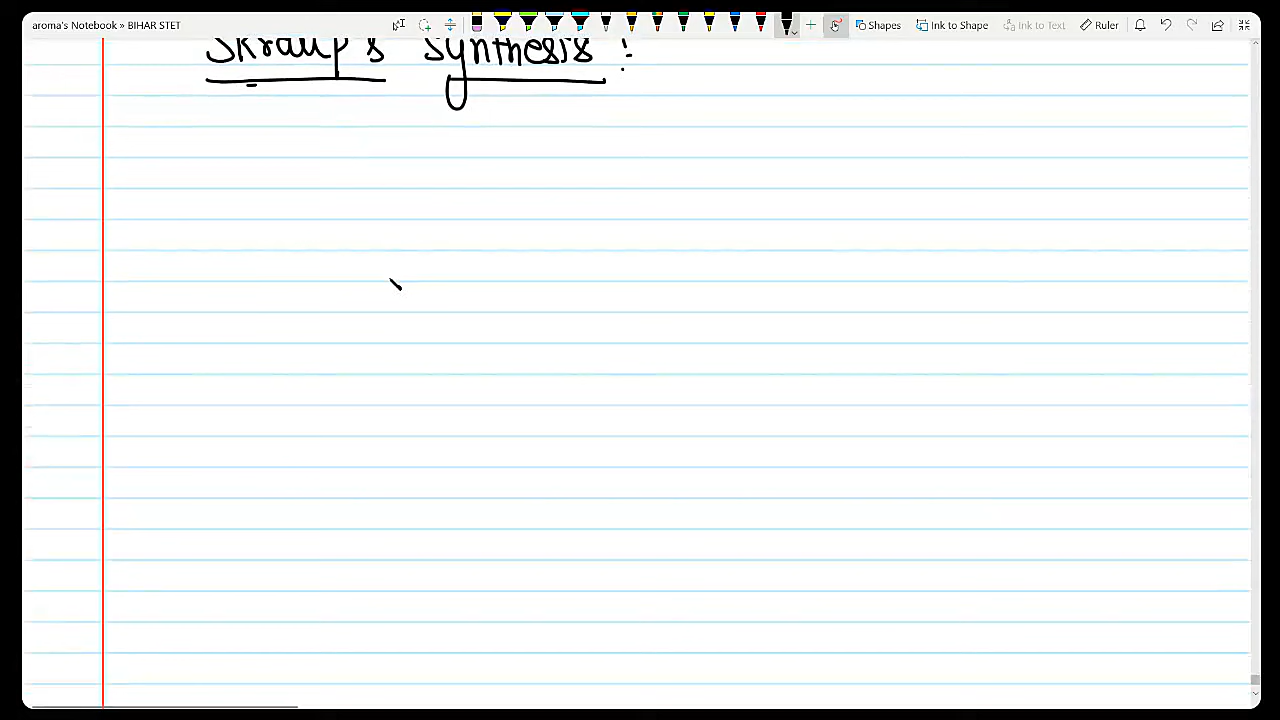 aroma's Notebook » BIHAR STET
Shapes
Ink to Shape
Ink to Text
Ruler
Skraup's synthesis :